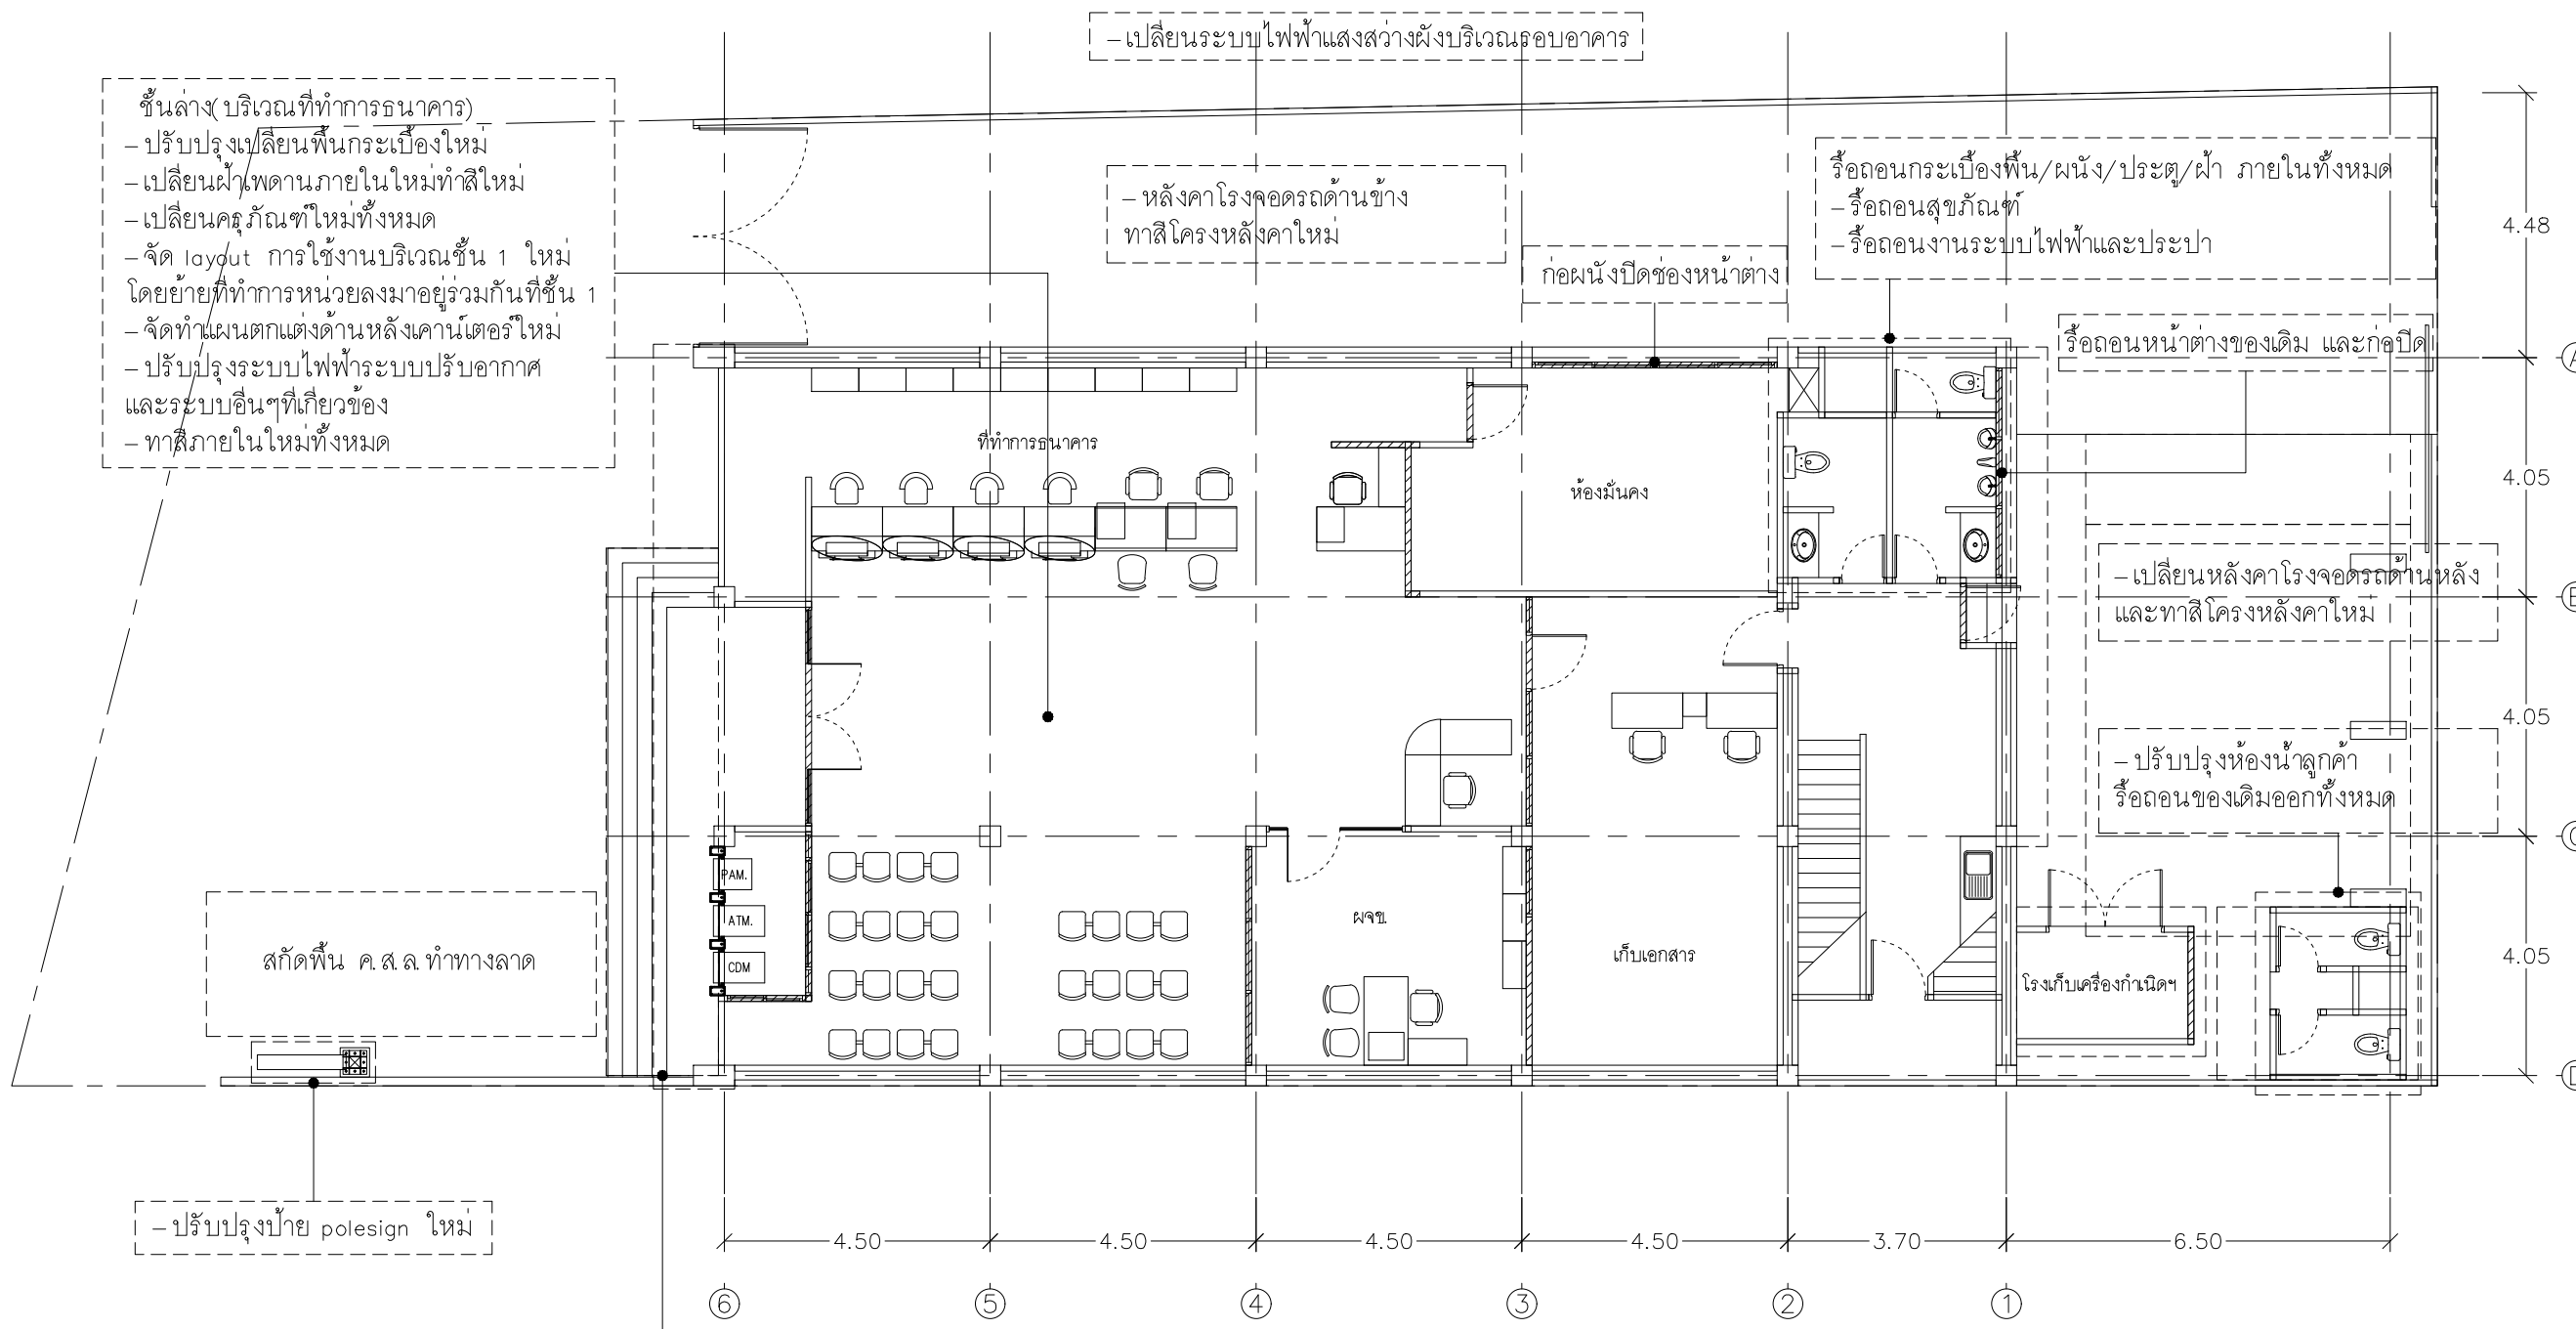 -เปลี่ยนระบบไฟฟ้าแสงสว่างผังบริเวณรอบอาคาร
ชั้นล่าง(บริเวณที่ทำการธนาคาร)
-ปรับปรุงเปลี่ยนพื้นกระเบื้องใหม่
-เปลี่ยนฝ้าเพดานภายในใหม่ทำสีใหม่
-เปลี่ยนครุภัณฑ์ใหม่ทั้งหมด
-จัด layout การใช้งานบริเวณชั้น 1 ใหม่
โดยย้ายที่ทำการหน่วยลงมาอยู่ร่วมกันที่ชั้น 1
-จัดทำแผนตกแต่งด้านหลังเคาน์เตอร์ใหม่
-ปรับปรุงระบบไฟฟ้าระบบปรับอากาศ
และระบบอื่นๆที่เกี่ยวข้อง
-ทาสีภายในใหม่ทั้งหมด
-หลังคาโรงจอดรถด้านข้าง
ทาสีโครงหลังคาใหม่
รื้อถอนกระเบื้องพื้น/ผนัง/ประตู/ฝ้า ภายในทั้งหมด
-รื้อถอนสุขภัณฑ์
-รื้อถอนงานระบบไฟฟ้าและประปา
4.48
ก่อผนังปิดช่องหน้าต่าง
รื้อถอนหน้าต่างของเดิม และก่อปิด
A
ที่ทำการธนาคาร
ห้องมั่นคง
4.05
-เปลี่ยนหลังคาโรงจอดรถด้านหลัง
และทาสีโครงหลังคาใหม่
B
4.05
-ปรับปรุงห้องน้ำลูกค้า
รื้อถอนของเดิมออกทั้งหมด
C
PAM.
ATM.
CDM
ผจข.
เก็บเอกสาร
4.05
โรงเก็บเครื่องกำเนิดฯ
สกัดพื้น ค.ส.ล.ทำทางลาด
D
-ปรับปรุงป้าย polesign ใหม่
4.50
4.50
4.50
4.50
3.70
6.50
6
5
4
3
2
1